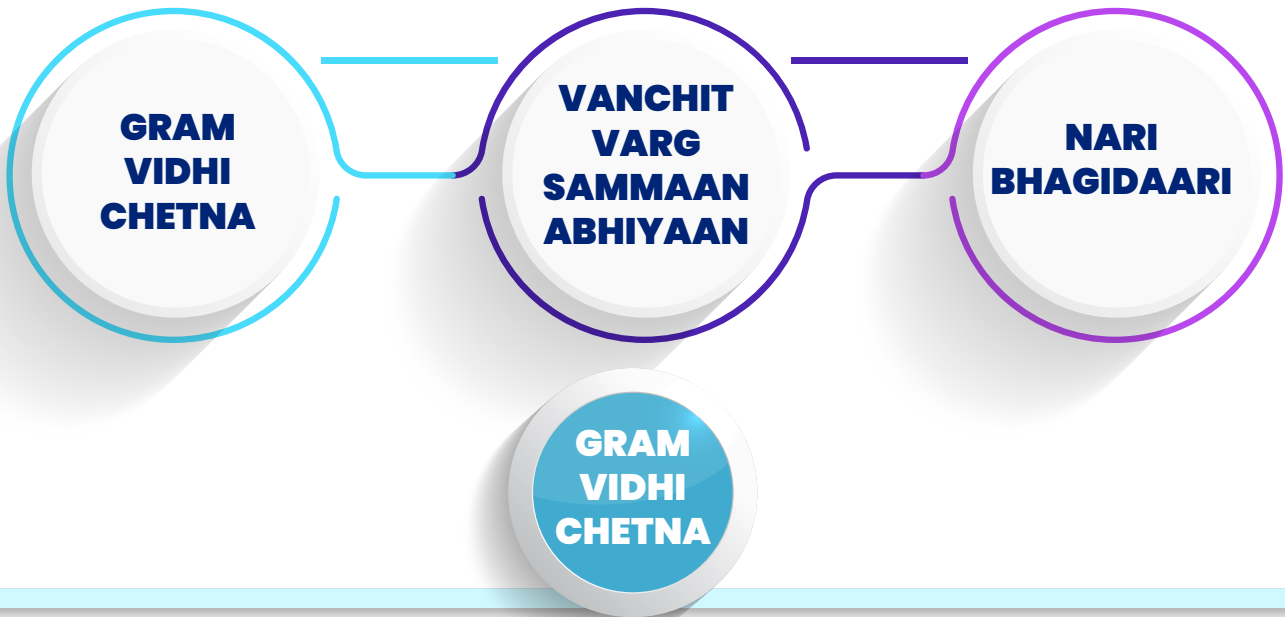 GRAM
VIDHI
CHETNA
VANCHIT
VARG
SAMMAAN
ABHIYAAN
NARI
BHAGIDAARI
GRAM
VIDHI
CHETNA